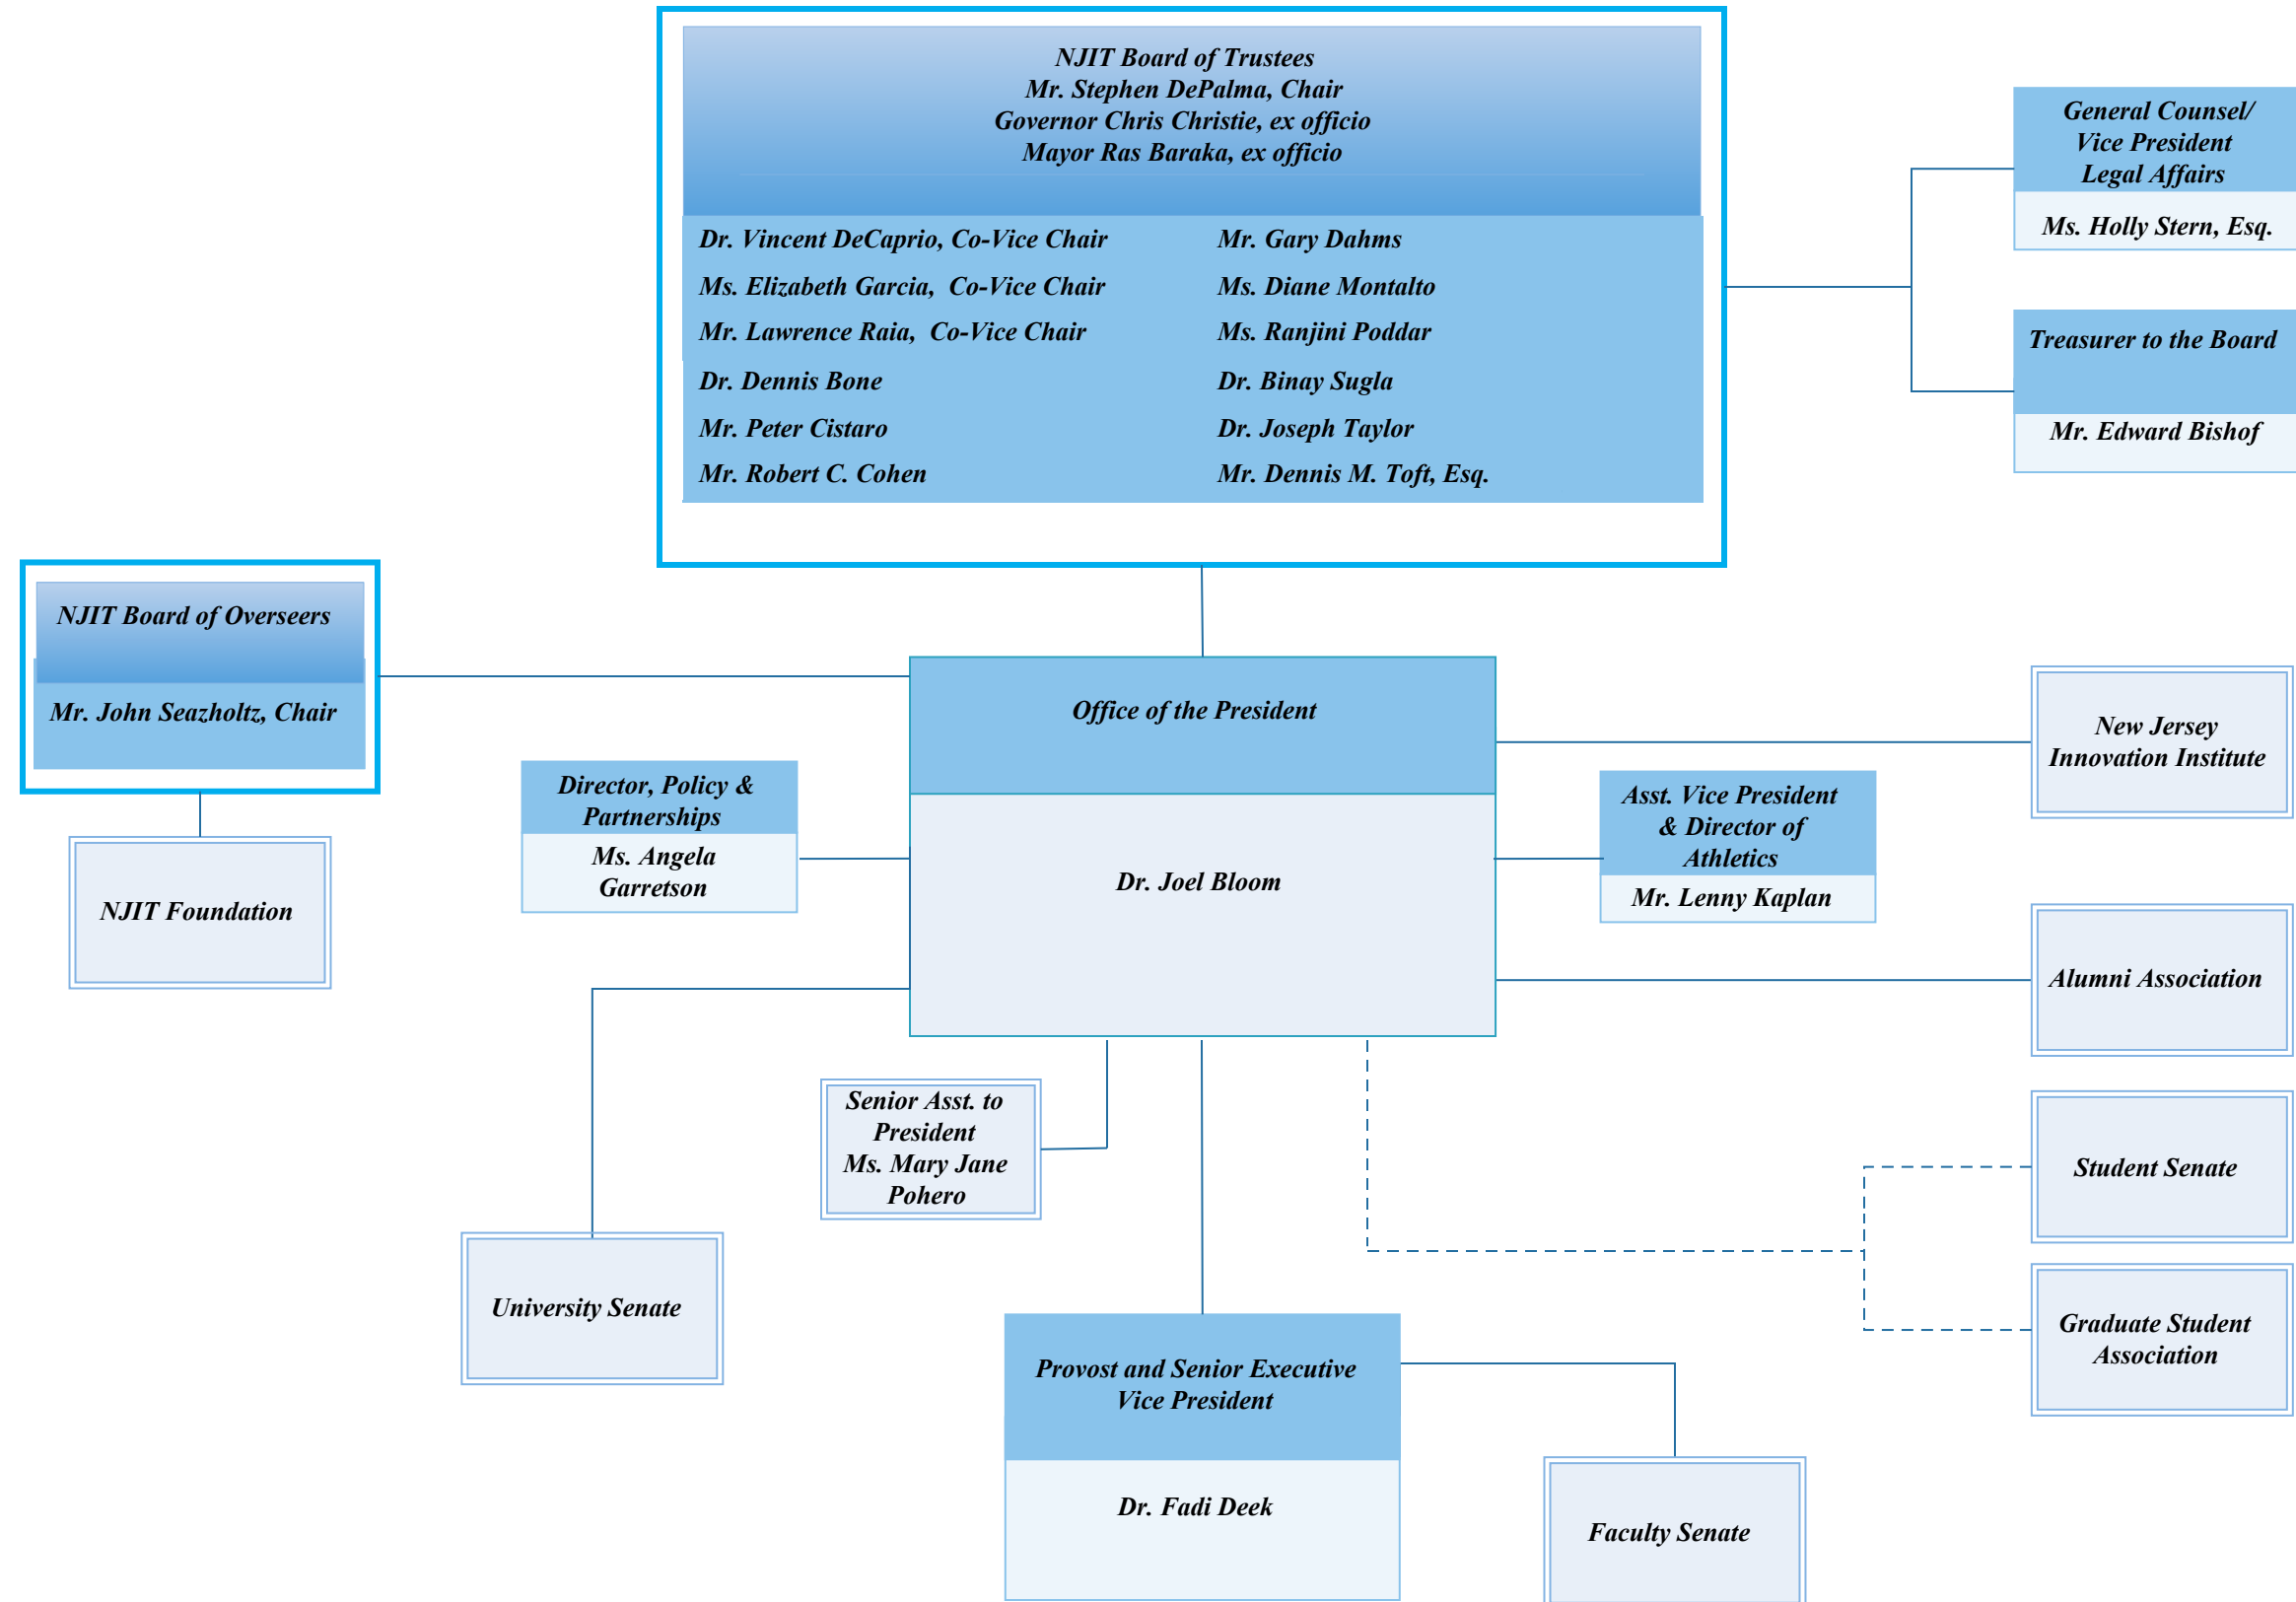 NJIT Board of Trustees
Mr. Stephen DePalma, Chair
Governor Chris Christie, ex officio
Mayor Ras Baraka, ex officio
Dr. Vincent DeCaprio, Co-Vice Chair
Ms. Elizabeth Garcia, Co-Vice Chair
Mr. Lawrence Raia, Co-Vice Chair
Dr. Dennis Bone
Mr. Peter Cistaro
Mr. Robert C. Cohen
Mr. Gary Dahms
Ms. Diane Montalto
Ms. Ranjini Poddar
Dr. Binay Sugla
Dr. Joseph Taylor
Mr. Dennis M. Toft, Esq.
General Counsel/
Vice President
Legal Affairs
Ms. Holly Stern, Esq.
Treasurer to the Board
Mr. Edward Bishof
NJIT Board of Overseers
Mr. John Seazholtz, Chair
NJIT Foundation
Office of the President
Dr. Joel Bloom
Director, Policy &
Partnerships
Ms. Angela
Garretson
Asst. Vice President
& Director of
Athletics
Mr. Lenny Kaplan
New Jersey
Innovation Institute
Alumni Association
Senior Asst. to
President
Ms. Mary Jane
Pohero
Student Senate
University Senate
Graduate Student
Association
Provost and Senior Executive
Vice President
Dr. Fadi Deek
Faculty Senate